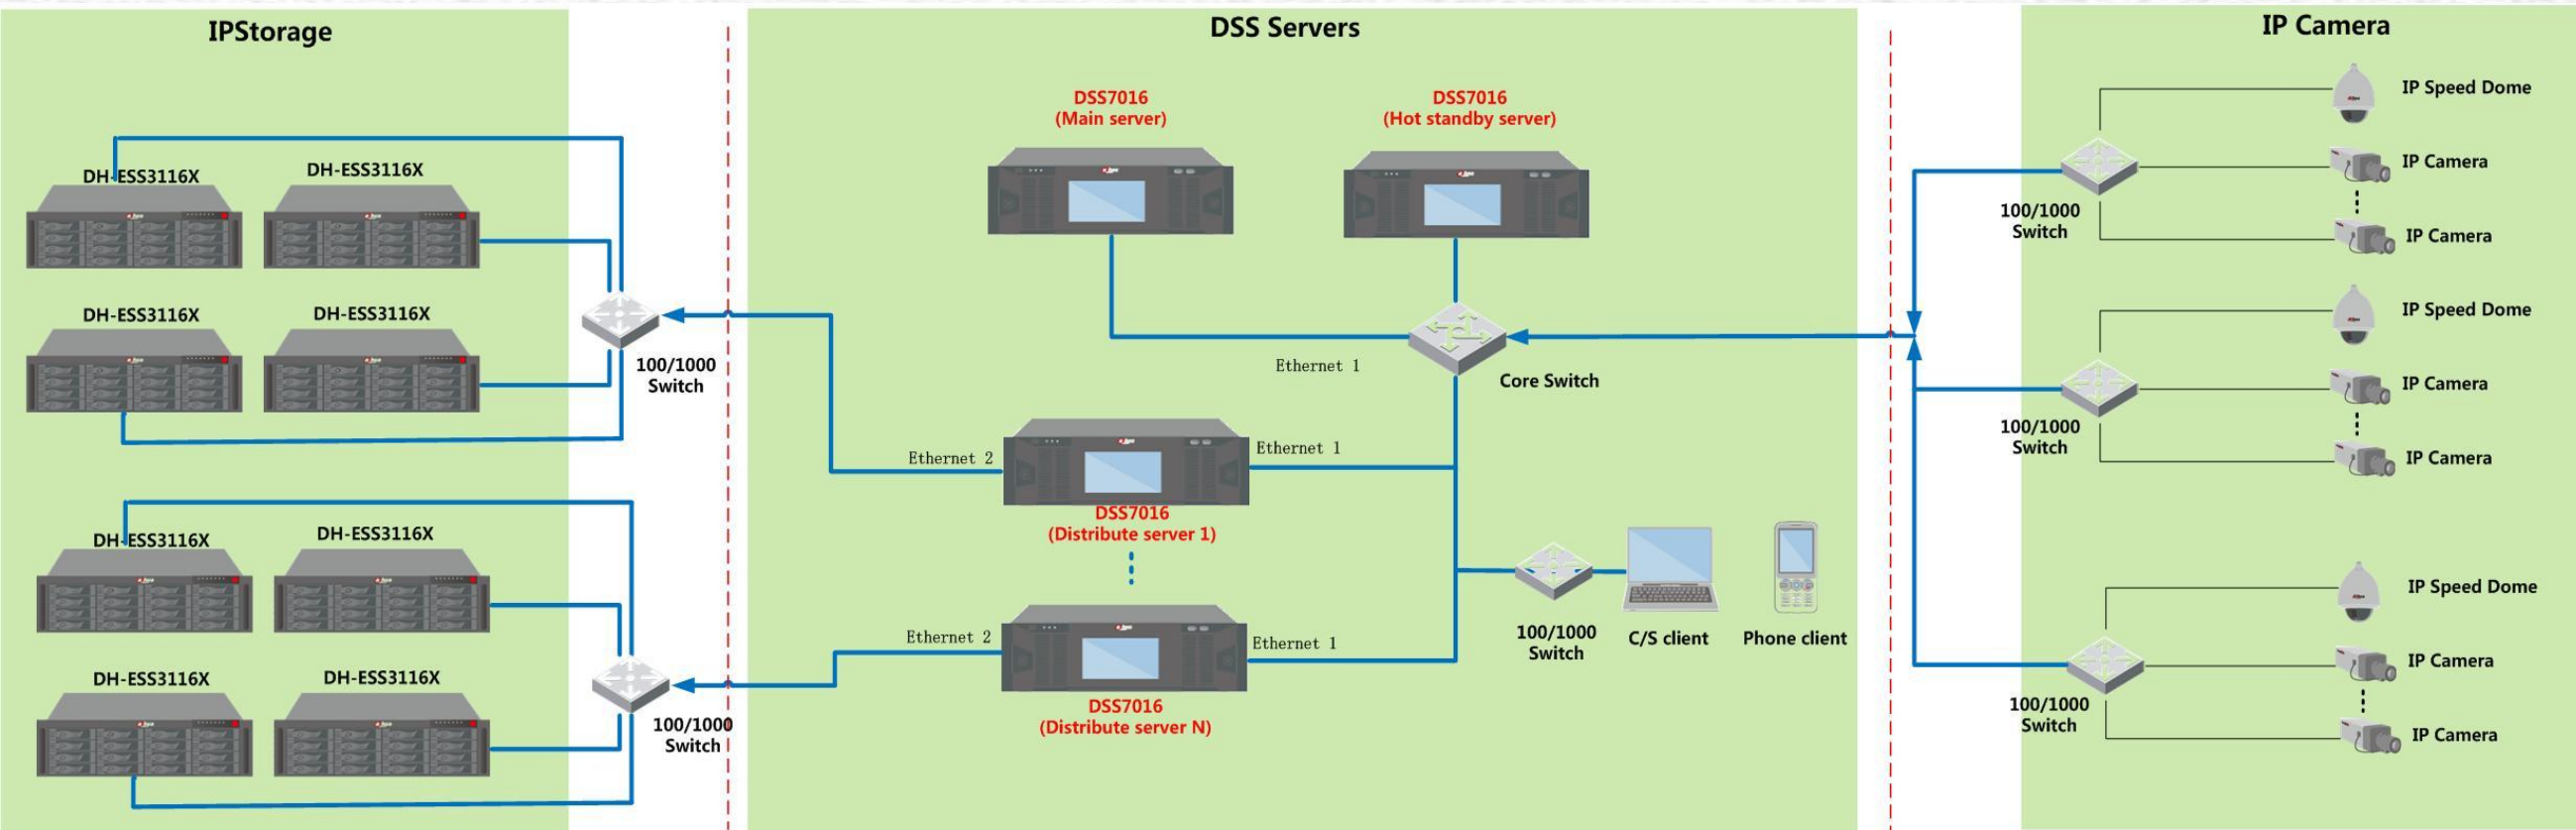 IPStorage
DH-ESS3116X
DH-ESS3116X
DH-ESS3116X
DH-ESS3116X
100/1000
Switch
DH-ESS3116X
DH-ESS3116X
DH-ESS3116X
DH-ESS3116X
100/1000
Switch
DSS Servers
DSS7016
(Main server)
DSS7016
(Hot standby server)
Ethernet 1
Core Switch
Ethernet 2
Ethernet 1
DSS7016
(Distribute server 1)
Ethernet 2
Ethernet 1
DSS7016
(Distribute server N)
100/1000
Switch
C/S client
Phone client
IP Camera
IP Speed Dome
IP Camera
IP Camera
100/1000
Switch
IP Speed Dome
IP Camera
IP Camera
100/1000
Switch
IP Speed Dome
IP Camera
IP Camera
100/1000
Switch